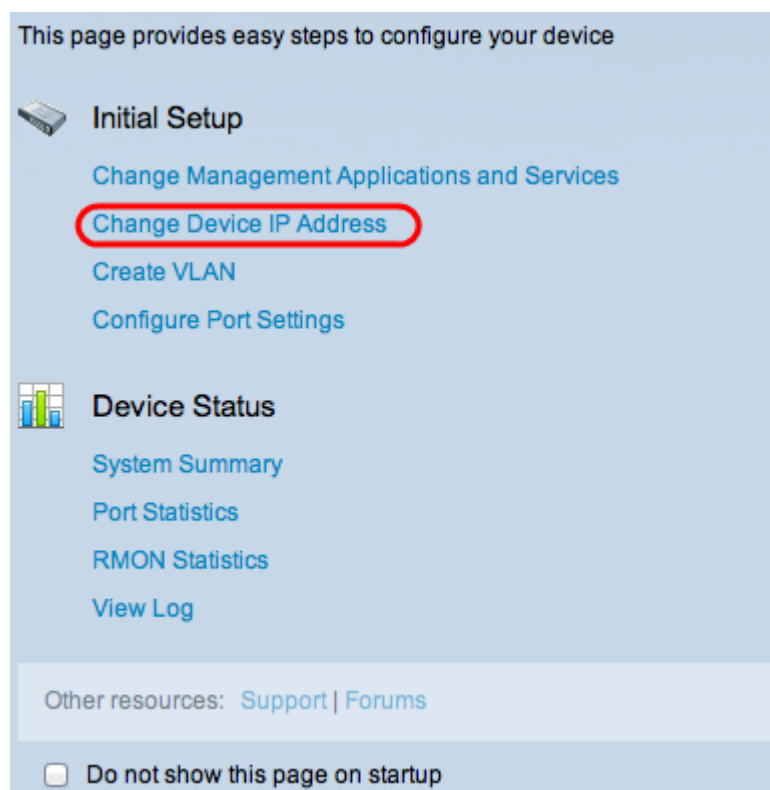 This page provides easy steps to configure your device
Initial Setup
Change Management Applications and Services
Change Device IP Address
Create VLAN
Configure Port Settings
Device Status
System Summary
Port Statistics
RMON Statistics
View Log
Other resources: Support | Forums
Do not show this page on startup